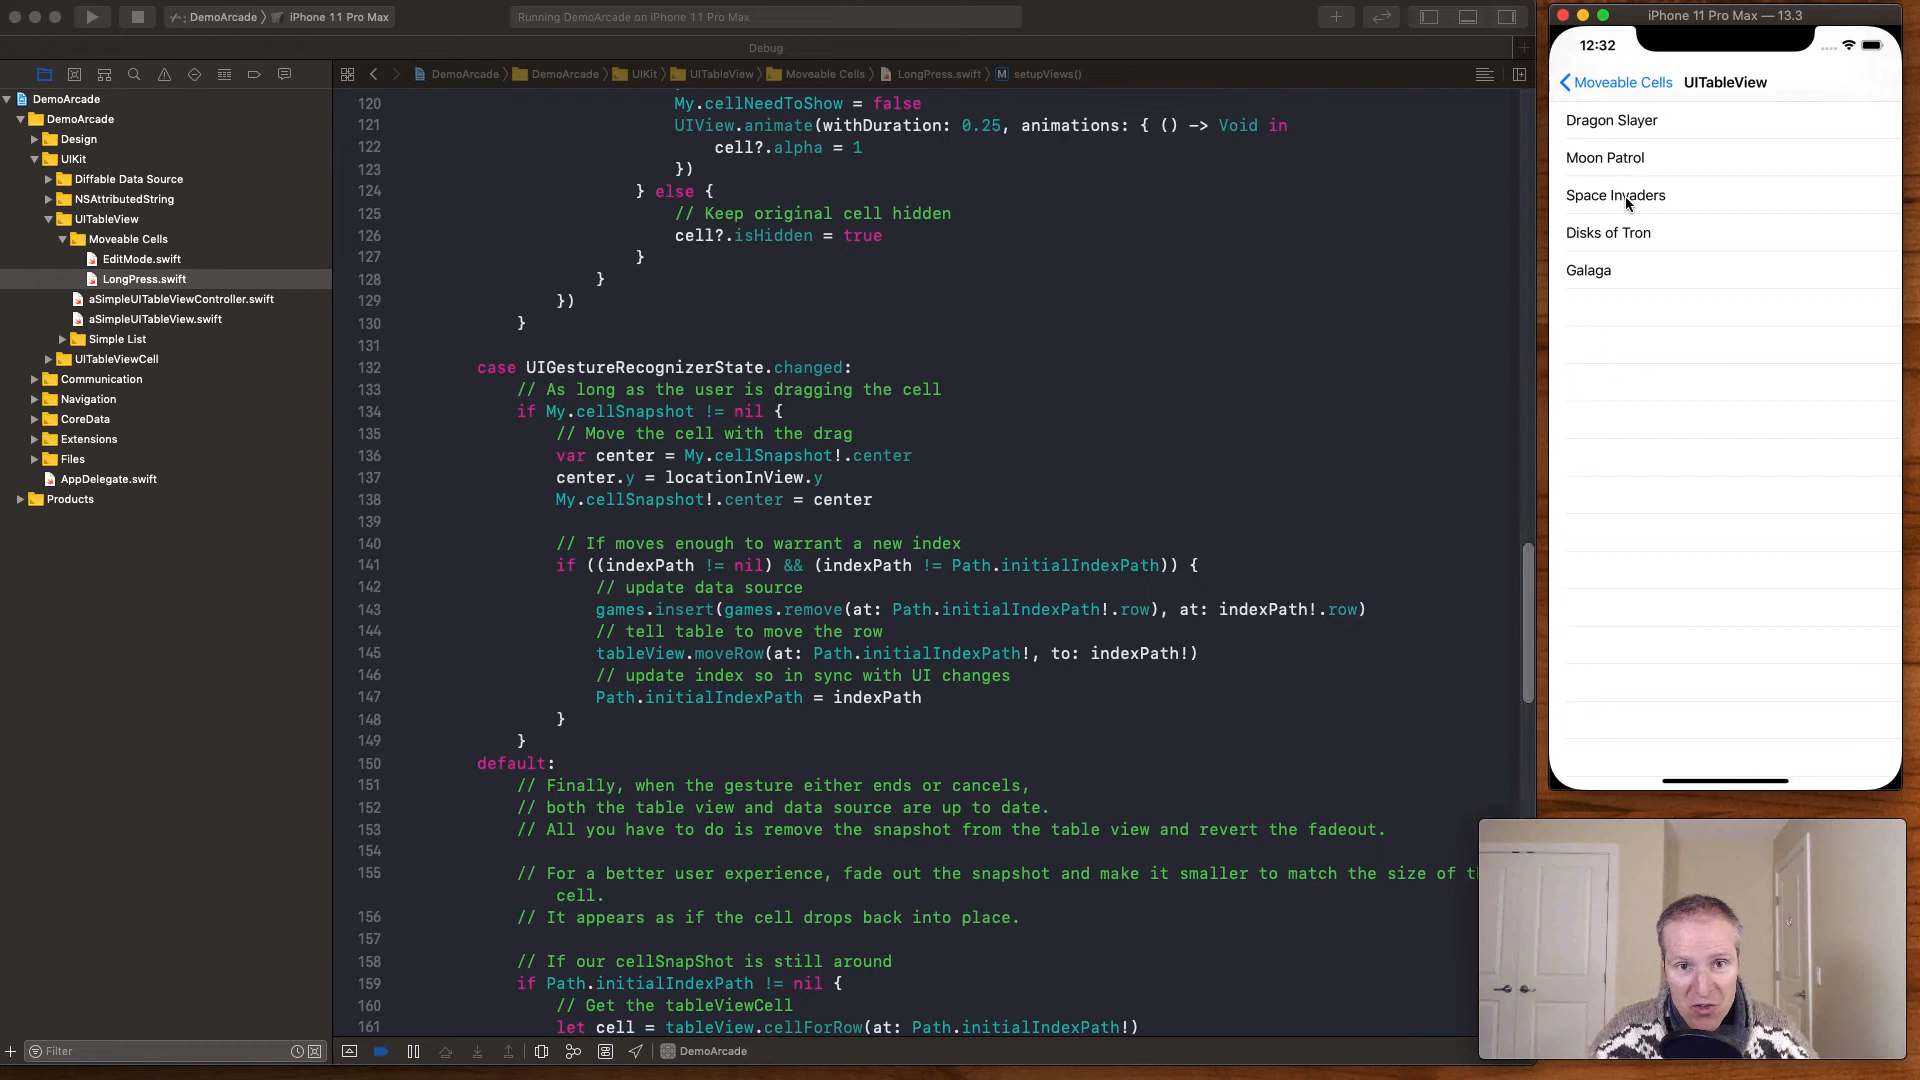 DemoArcade
iPhone 11 Pro Max
Running DemoArcade on iPhone 11 Pro Max
Debug
DemoArcade
DemoArcade
UIKit
UITableView
Moveable Cells
LongPress.swift
M setupViews()
DemoArcade
DemoArcade
Design
UIKit
Diffable Data Source
NSAttributedString
UITableView
Moveable Cells
EditMode.swift
LongPress.swift
aSimpleUITableViewController.swift
aSimpleUITableView.swift
Simple List
UITableViewCell
Communication
Navigation
CoreData
Extensions
Files
AppDelegate.swift
Products
Filter
120 My.cellNeedToShow = false
121 UIView.animate(withDuration: 0.25, animations: { () -> Void in
122 cell?.alpha = 1
123 })
124 } else {
125 // Keep original cell hidden
126 cell?.isHidden = true
127 }
128 }
129 })
130 }
131
132 case UIGestureRecognizerState.changed:
133 // As long as the user is dragging the cell
134 if My.cellSnapshot != nil {
135 // Move the cell with the drag
136 var center = My.cellSnapshot!.center
137 center.y = locationInView.y
138 My.cellSnapshot!.center = center
139
140 // If moves enough to warrant a new index
141 if ((indexPath != nil) && (indexPath != Path.initialIndexPath)) {
142 // update data source
143 games.insert(games.remove(at: Path.initialIndexPath!.row), at: indexPath!.row)
144 // tell table to move the row
145 tableView.moveRow(at: Path.initialIndexPath!, to: indexPath!)
146 // update index so in sync with UI changes
147 Path.initialIndexPath = indexPath
148 }
149 }
150 default:
151 // Finally, when the gesture either ends or cancels,
152 // both the table view and data source are up to date.
153 // All you have to do is remove the snapshot from the table view and revert the fadeout.
154
155 // For a better user experience, fade out the snapshot and make it smaller to match the size of
cell.
156 // It appears as if the cell drops back into place.
157
158 // If our cellSnapShot is still around
159 if Path.initialIndexPath != nil {
160 // Get the tableViewCell
161 let cell = tableView.cellForRow(at: Path.initialIndexPath!)
DemoArcade
iPhone 11 Pro Max — 13.3
12:32
Moveable Cells
UITableView
Dragon Slayer
Moon Patrol
Space Invaders
Disks of Tron
Galaga